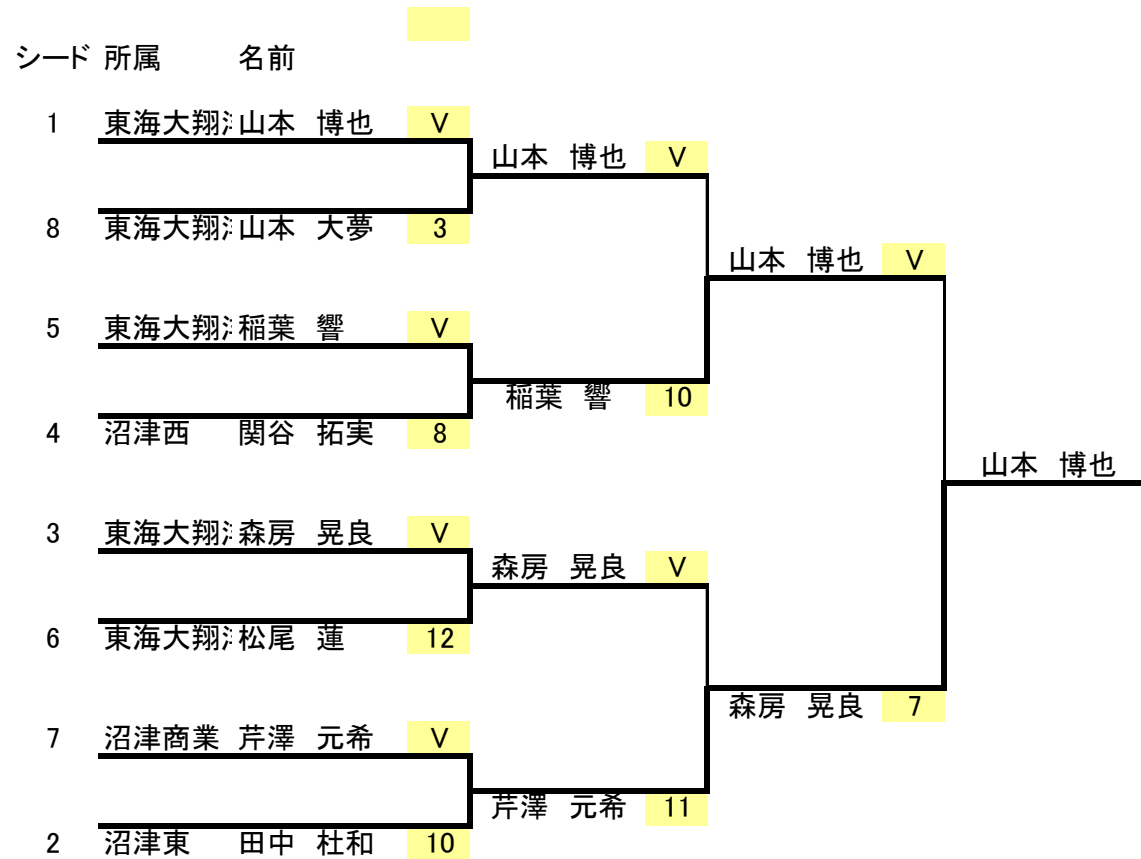 シード 所属 名前
1 東海大翔 山本 博也 V
山本 博也 V
8 東海大翔 山本 大夢 3
山本 博也 V
5 東海大翔 稲葉 響 V
稲葉 響 10
4 沼津西 関谷 拓実 8
山本 博也
3 東海大翔 森房 晃良 V
森房 晃良 V
6 東海大翔 松尾 蓮 12
森房 晃良 7
7 沼津商業 芹澤 元希 V
芹澤 元希 11
2 沼津東 田中 杜和 10